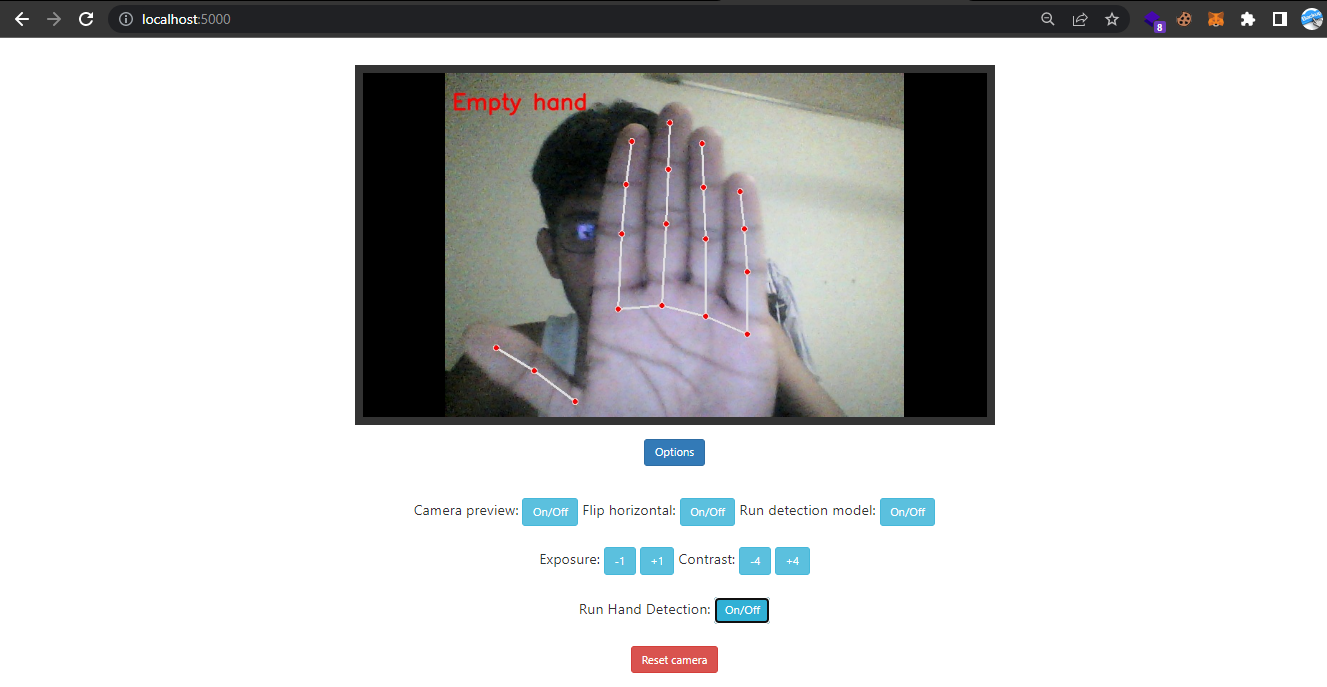 localhost:5000
8
Empty hand
Options
Camera preview: On/Off Flip horizontal: On/Off Run detection model: On/Off
Exposure: -1 +1 Contrast: -4 +4
Run Hand Detection: On/Off
Reset camera